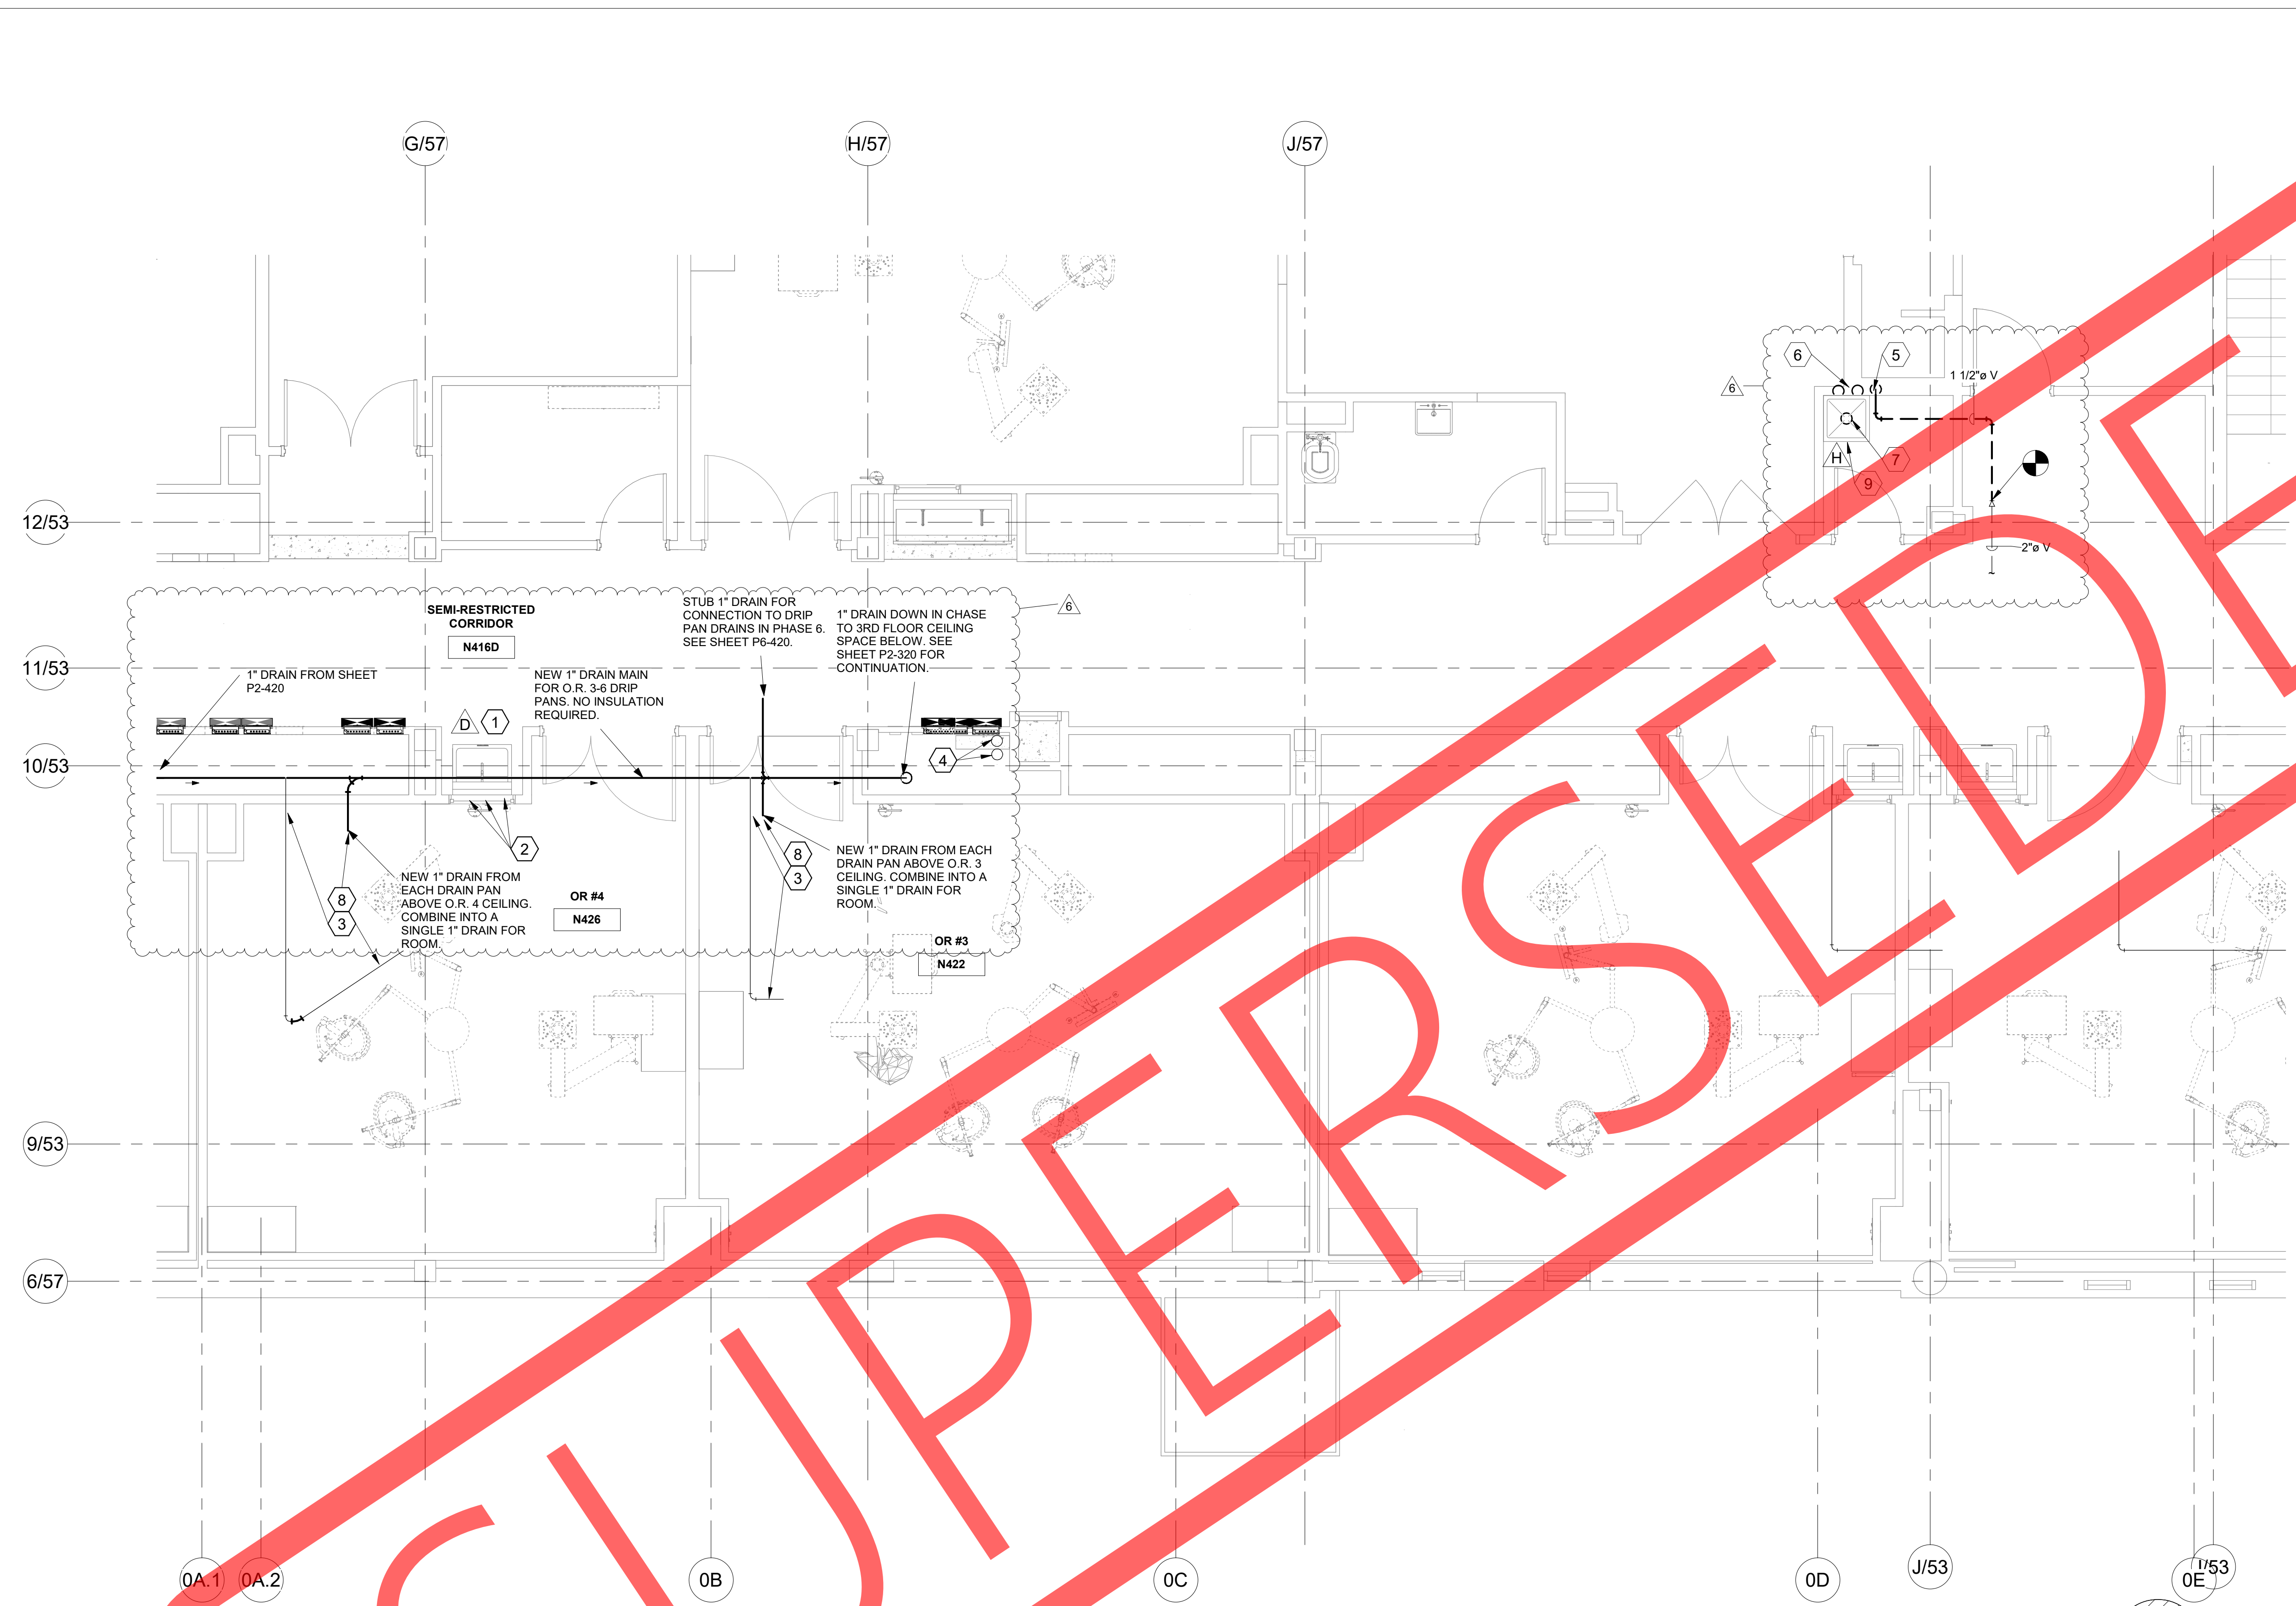 G/57
H/57
J/57
6
5
1 1/2"ø V
6
H
7
9
2"ø V
12/53
SEMI-RESTRICTED
CORRIDOR
N416D
STUB 1" DRAIN FOR
CONNECTION TO DRIP
PAN DRAINS IN PHASE 6.
SEE SHEET P6-420.
1" DRAIN DOWN IN CHASE
TO 3RD FLOOR CEILING
SPACE BELOW. SEE
SHEET P2-320 FOR
CONTINUATION.
6
11/53
1" DRAIN FROM SHEET
P2-420
NEW 1" DRAIN MAIN
FOR O.R. 3-6 DRIP
PANS. NO INSULATION
REQUIRED.
D
1
10/53
4
2
8
3
NEW 1" DRAIN FROM EACH
DRAIN PAN ABOVE O.R. 3
CEILING. COMBINE INTO A
SINGLE 1" DRAIN FOR
ROOM.
NEW 1" DRAIN FROM
EACH DRAIN PAN
ABOVE O.R. 4 CEILING.
COMBINE INTO A
SINGLE 1" DRAIN FOR
ROOM.
8
3
OR #4
N426
OR #3
N422
9/53
6/57
0A.1
0A.2
0B
0C
0D
J/53
0E
SUPERSEDE